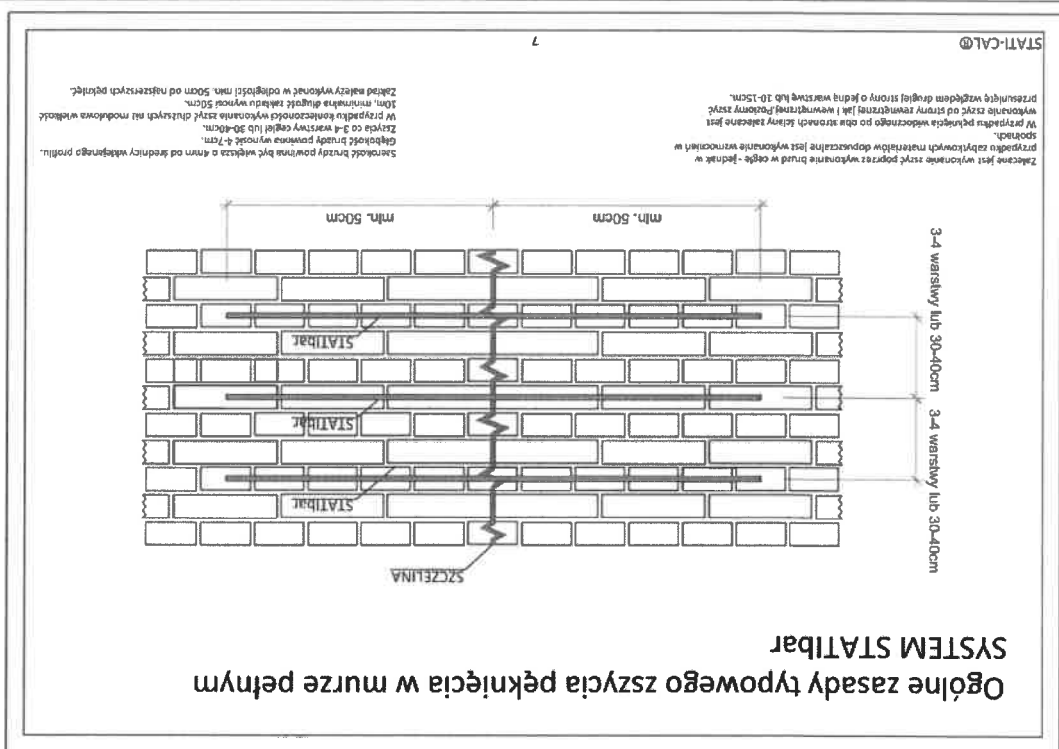 Ogólne zasady typowego zszycia pęknięcia w murze pełnym
SYSTEM STATIbar
SZCZELINA
STATIbar
STATIbar
STATIbar
3-4 warstwy lub 30-40cm
3-4 warstwy lub 30-40cm
min. 50cm
min. 50cm
Zalecane jest wykonanie zszyć poprzez wykonanie bruzd w cegle - jednak w
przypadku zabytkowych materiałów dopuszczalne jest wykonanie wzmocnień w
spoinach.
W przypadku pęknięcia widocznego po obu stronach ściany zalecane jest
wykonanie zszyć od strony zewnętrznej jak i wewnętrznej.Poziomy zszyć
przesunięte względem drugiej strony o jedną warstwę lub 10-15cm.
Szerokość bruzdy powinna być większa o 4mm od średnicy wklejanego profilu.
Głębokość bruzdy powinna wynosić 4-7cm.
Zszycia co 3-4 warstwy cegieł lub 30-40cm.
W przypadku konieczności wykonania zszyć dłuższych niż modułowa wielkość
10m, minimalna długość zakładu wynosi 50cm.
Zakład należy wykonać w odległości min. 50cm od najszerszych pęknięć.
STATI-CAL®
7